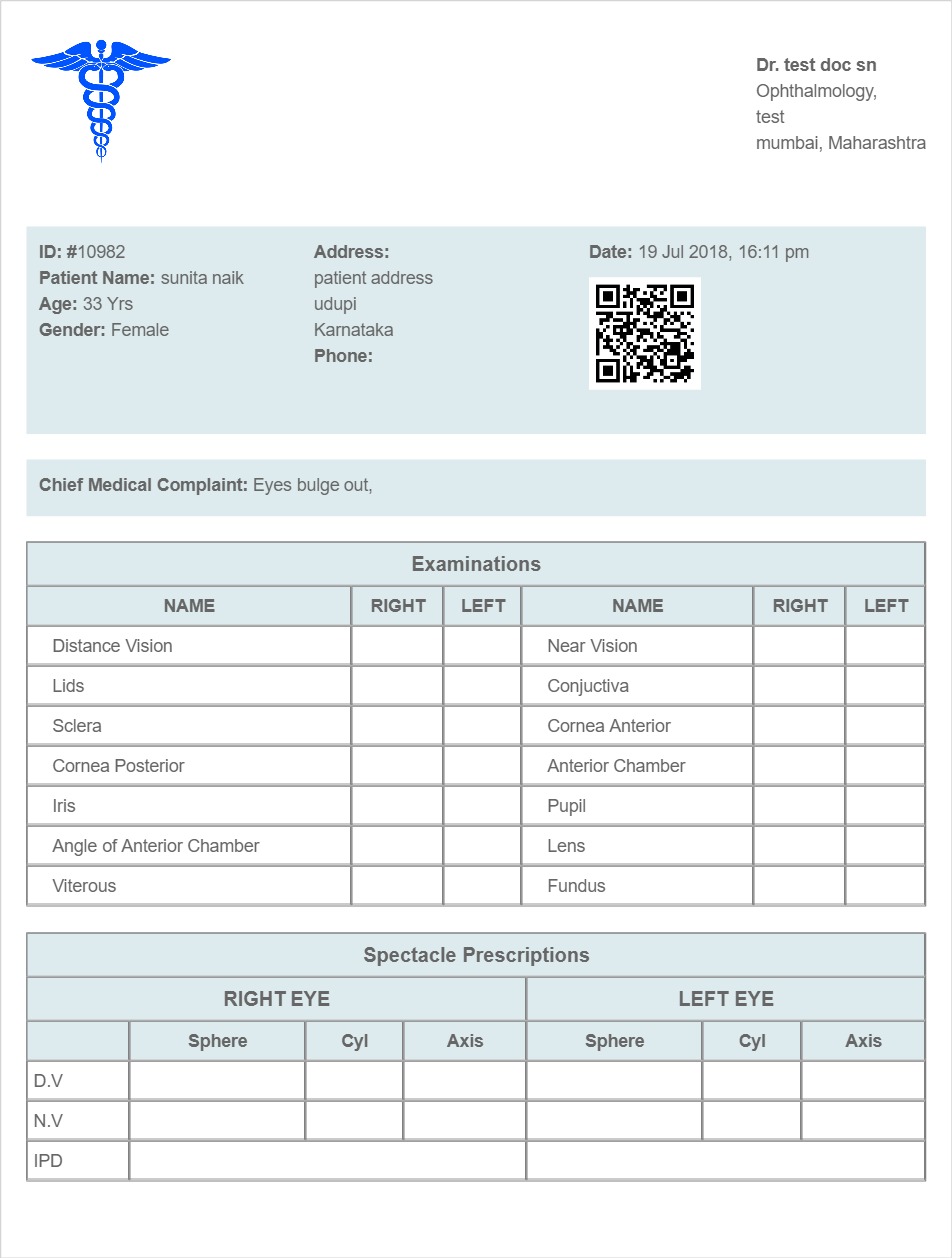 Dr. test doc sn
Ophthalmology,
test
mumbai, Maharashtra
ID: #10982
Patient Name: sunita naik
Age: 33 Yrs
Gender: Female
Address:
patient address
udupi
Karnataka
Phone:
Date: 19 Jul 2018, 16:11 pm
Chief Medical Complaint: Eyes bulge out,
Examinations
NAME RIGHT LEFT NAME RIGHT LEFT
Distance Vision Near Vision
Lids Conjuctiva
Sclera Cornea Anterior
Cornea Posterior Anterior Chamber
Iris Pupil
Angle of Anterior Chamber Lens
Viterous Fundus
Spectacle Prescriptions
RIGHT EYE LEFT EYE
Sphere Cyl Axis Sphere Cyl Axis
D.V
N.V
IPD